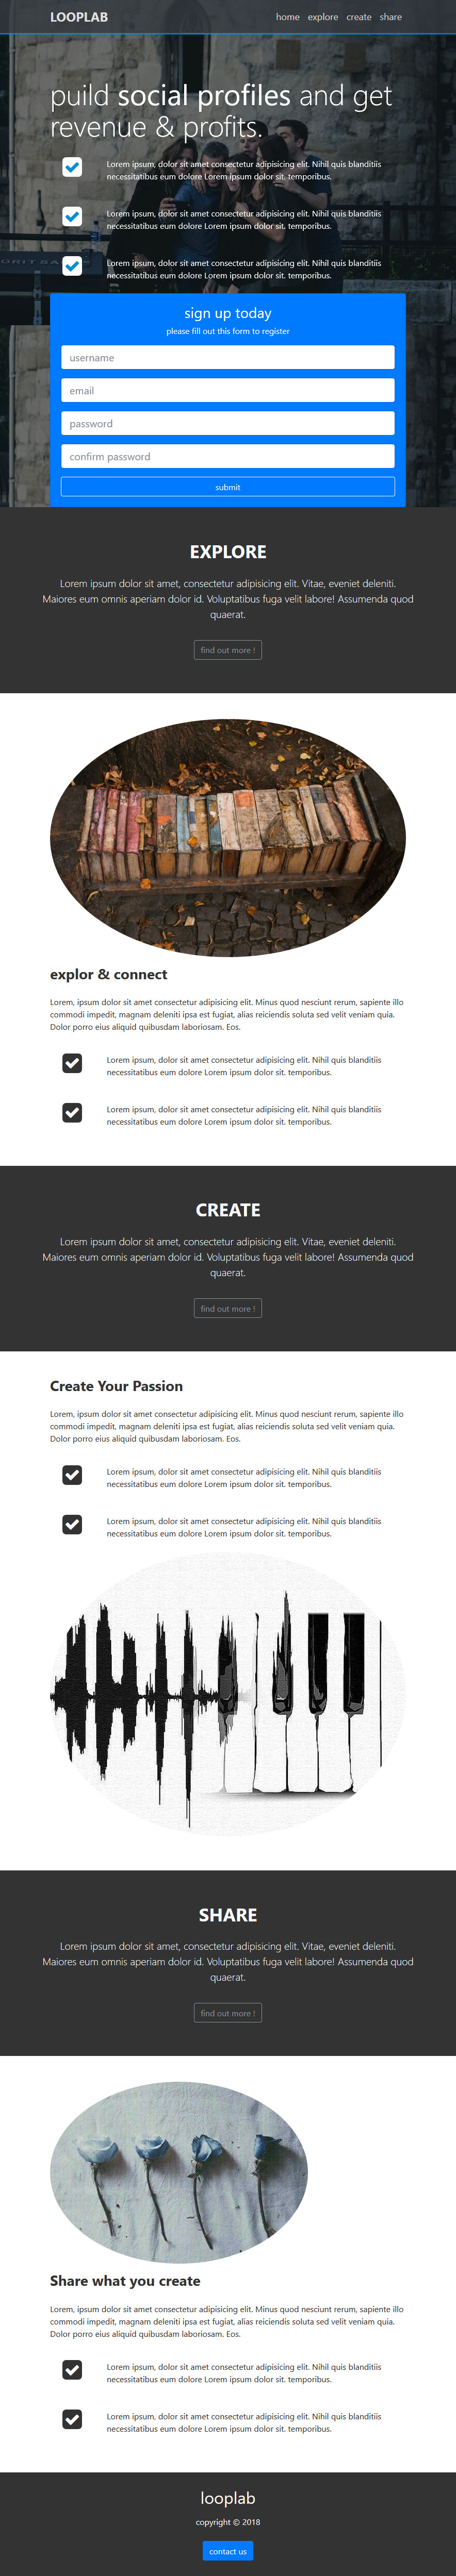 LOOPLAB home explore create share
puild social profiles and get
revenue & profits.
Lorem ipsum, dolor sit amet consectetur adipisicing elit. Nihil quis blanditiis
necessitatibus eum dolore Lorem ipsum dolor sit. temporibus.
Lorem ipsum, dolor sit amet consectetur adipisicing elit. Nihil quis blanditiis
necessitatibus eum dolore Lorem ipsum dolor sit. temporibus.
Lorem ipsum, dolor sit amet consectetur adipisicing elit. Nihil quis blanditiis
necessitatibus eum dolore Lorem ipsum dolor sit. temporibus.
sign up today
please fill out this form to register
username
email
password
confirm password
submit
EXPLORE
Lorem ipsum dolor sit amet, consectetur adipisicing elit. Vitae, eveniet deleniti.
Maiores eum omnis aperiam dolor id. Voluptatibus fuga velit labore! Assumenda quod
quaerat.
find out more !
explor & connect
Lorem, ipsum dolor sit amet consectetur adipisicing elit. Minus quod nesciunt rerum, sapiente illo
commodi impedit, magnam deleniti ipsa est fugiat, alias reiciendis soluta sed velit veniam quia.
Dolor porro eius aliquid quibusdam laboriosam. Eos.
Lorem ipsum, dolor sit amet consectetur adipisicing elit. Nihil quis blanditiis
necessitatibus eum dolore Lorem ipsum dolor sit. temporibus.
Lorem ipsum, dolor sit amet consectetur adipisicing elit. Nihil quis blanditiis
necessitatibus eum dolore Lorem ipsum dolor sit. temporibus.
CREATE
Lorem ipsum dolor sit amet, consectetur adipisicing elit. Vitae, eveniet deleniti.
Maiores eum omnis aperiam dolor id. Voluptatibus fuga velit labore! Assumenda quod
quaerat.
find out more !
Create Your Passion
Lorem, ipsum dolor sit amet consectetur adipisicing elit. Minus quod nesciunt rerum, sapiente illo
commodi impedit, magnam deleniti ipsa est fugiat, alias reiciendis soluta sed velit veniam quia.
Dolor porro eius aliquid quibusdam laboriosam. Eos.
Lorem ipsum, dolor sit amet consectetur adipisicing elit. Nihil quis blanditiis
necessitatibus eum dolore Lorem ipsum dolor sit. temporibus.
Lorem ipsum, dolor sit amet consectetur adipisicing elit. Nihil quis blanditiis
necessitatibus eum dolore Lorem ipsum dolor sit. temporibus.
SHARE
Lorem ipsum dolor sit amet, consectetur adipisicing elit. Vitae, eveniet deleniti.
Maiores eum omnis aperiam dolor id. Voluptatibus fuga velit labore! Assumenda quod
quaerat.
find out more !
Share what you create
Lorem, ipsum dolor sit amet consectetur adipisicing elit. Minus quod nesciunt rerum, sapiente illo
commodi impedit, magnam deleniti ipsa est fugiat, alias reiciendis soluta sed velit veniam quia.
Dolor porro eius aliquid quibusdam laboriosam. Eos.
Lorem ipsum, dolor sit amet consectetur adipisicing elit. Nihil quis blanditiis
necessitatibus eum dolore Lorem ipsum dolor sit. temporibus.
Lorem ipsum, dolor sit amet consectetur adipisicing elit. Nihil quis blanditiis
necessitatibus eum dolore Lorem ipsum dolor sit. temporibus.
looplab
copyright © 2018
contact us